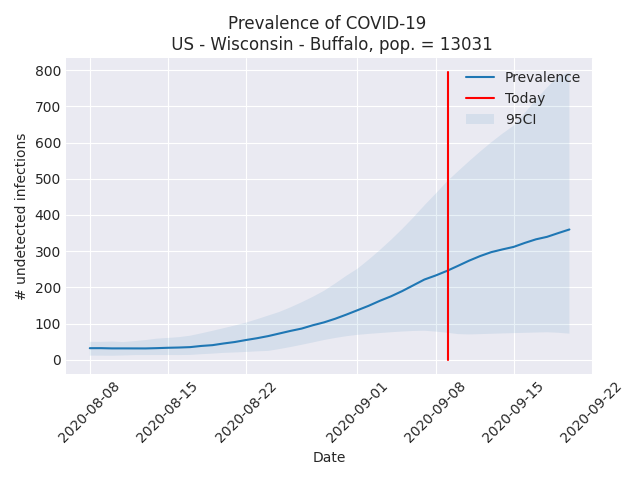 Prevalence of COVID-19
US - Wisconsin - Buffalo, pop. = 13031
Prevalence
Today
95CI
# undetected infections
800
700
600
500
400
300
200
100
0
2020-08-08
2020-08-15
2020-08-22
2020-09-01
2020-09-08
2020-09-15
2020-09-22
Date